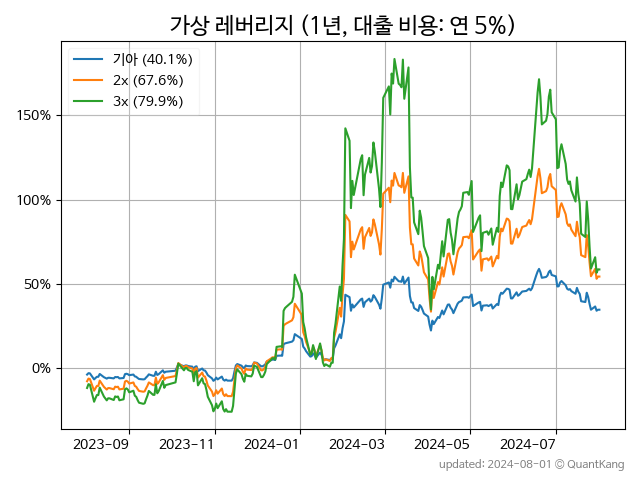 가상 레버리지 (1년, 대출 비용: 연 5%)
기아 (40.1%)
2x (67.6%)
3x (79.9%)
150%
100%
50%
0%
2023-09 2023-11 2024-01 2024-03 2024-05 2024-07
updated: 2024-08-01 © QuantKang